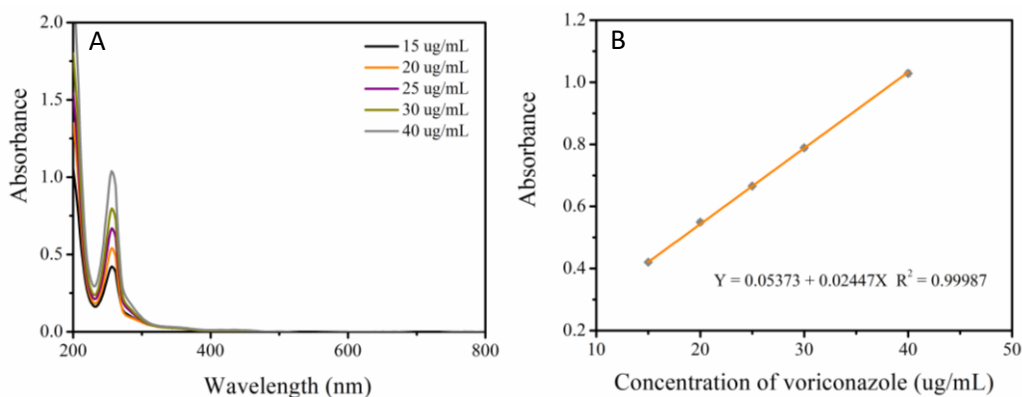 A
2.0
1.5
1.0
0.5
0.0
200
400
600
800
Absorbance
Wavelength (nm)
15 ug/mL
20 ug/mL
25 ug/mL
30 ug/mL
40 ug/mL
B
1.2
1.0
0.8
0.6
0.4
0.2
10
20
30
40
50
Absorbance
Concentration of voriconazole (ug/mL)
Y = 0.05373 + 0.02447X R² = 0.99987